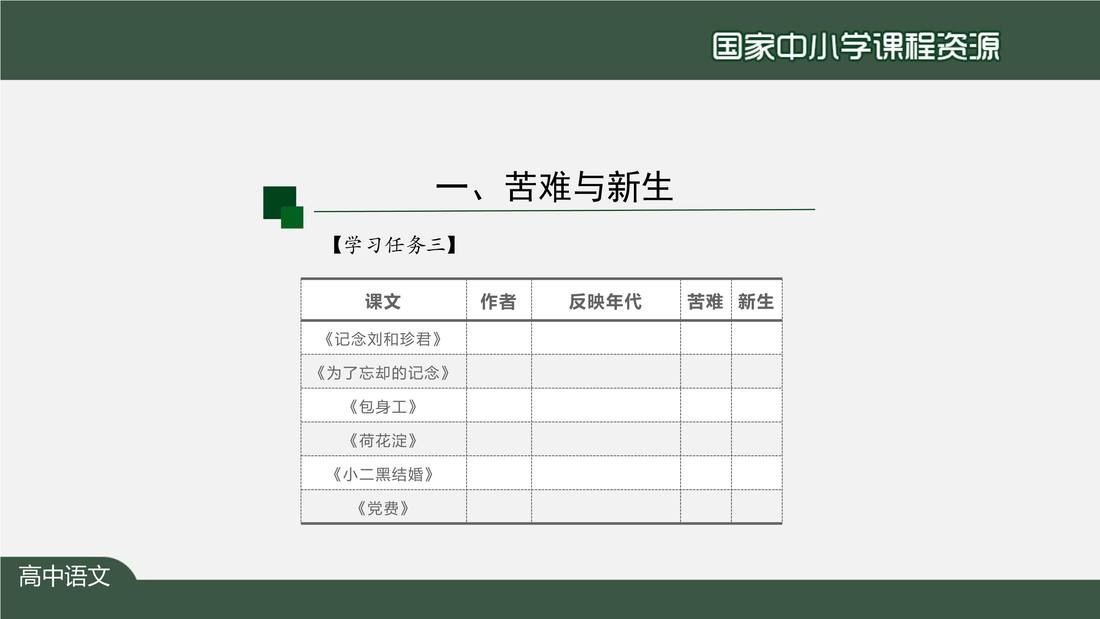 国家中小学课程资源
一、苦难与新生
【学习任务三】
课文 作者 反映年代 苦难 新生
《记念刘和珍君》
《为了忘却的记念》
《包身工》
《荷花淀》
《小二黑结婚》
《党费》
高中语文